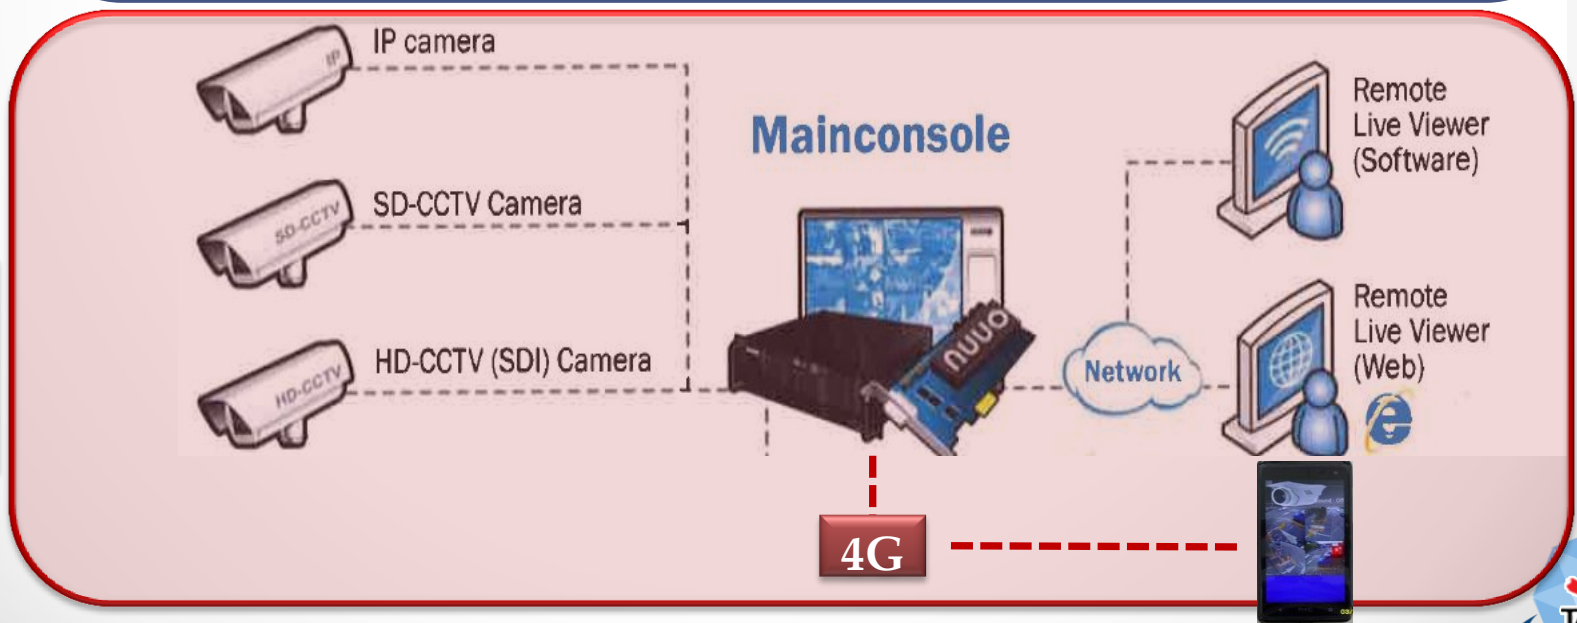 IP camera
IP
SD-CCTV Camera
SD-CCTV
HD-CCTV (SDI) Camera
HD-CCTV
Mainconsole
nuuo
Network
Remote
Live Viewer
(Software)
Remote
Live Viewer
(Web)
4G